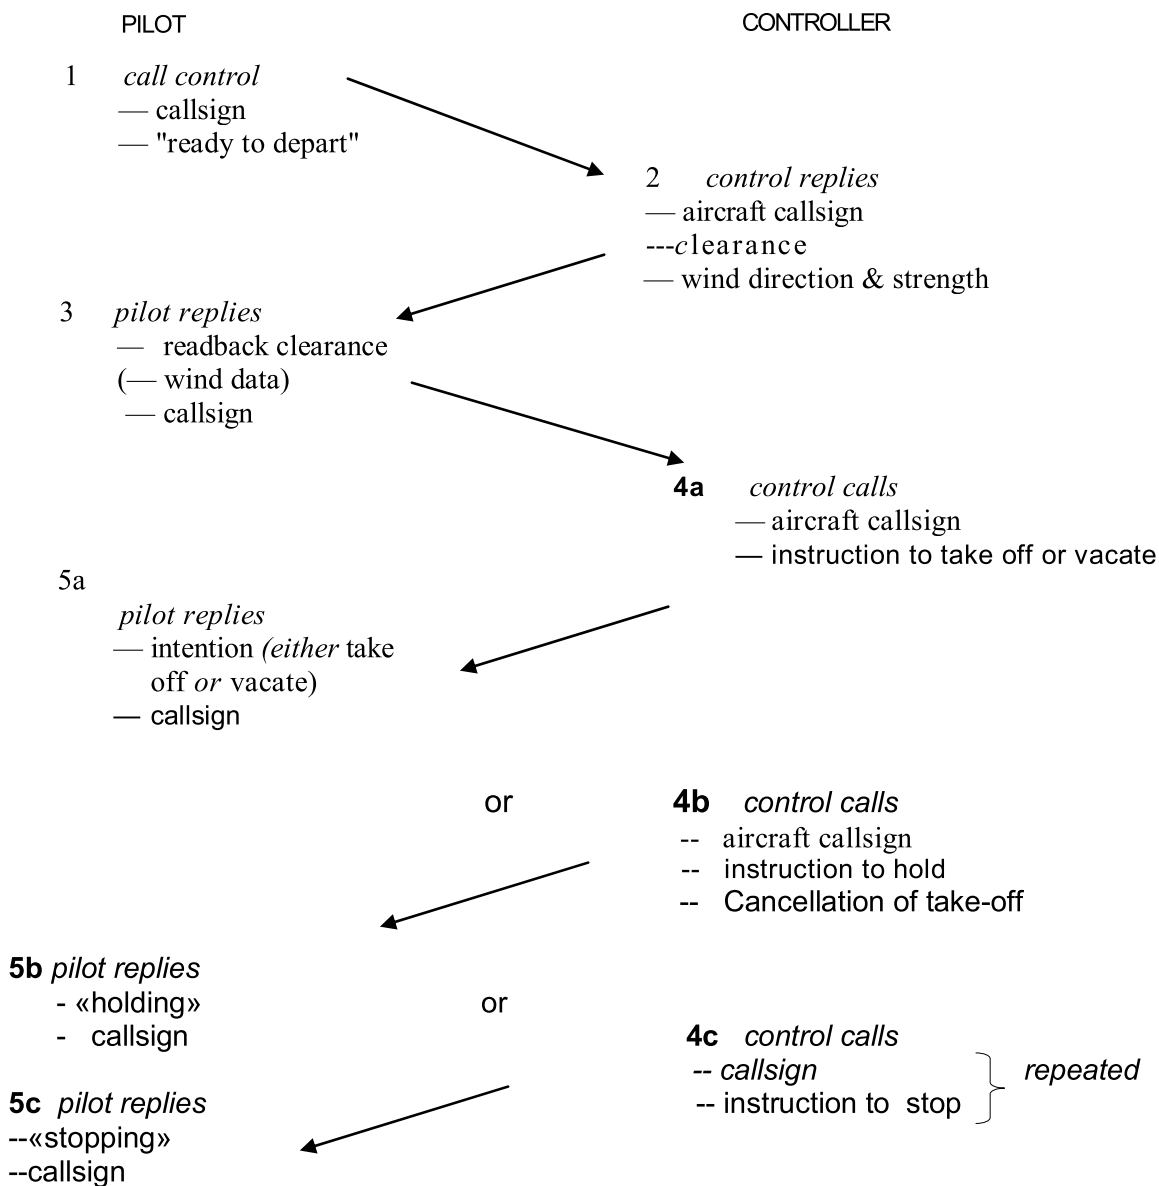 PILOT
CONTROLLER
1 call control
— callsign
— "ready to depart"
2 control replies
— aircraft callsign
---clearance
— wind direction & strength
3 pilot replies
— readback clearance
(— wind data)
— callsign
4a control calls
— aircraft callsign
— instruction to take off or vacate
5a
pilot replies
— intention (either take
off or vacate)
— callsign
or
4b control calls
-- aircraft callsign
-- instruction to hold
-- Cancellation of take-off
5b pilot replies
- «holding»
- callsign
or
4c control calls
-- callsign
-- instruction to stop
repeated
5c pilot replies
--«stopping»
--callsign